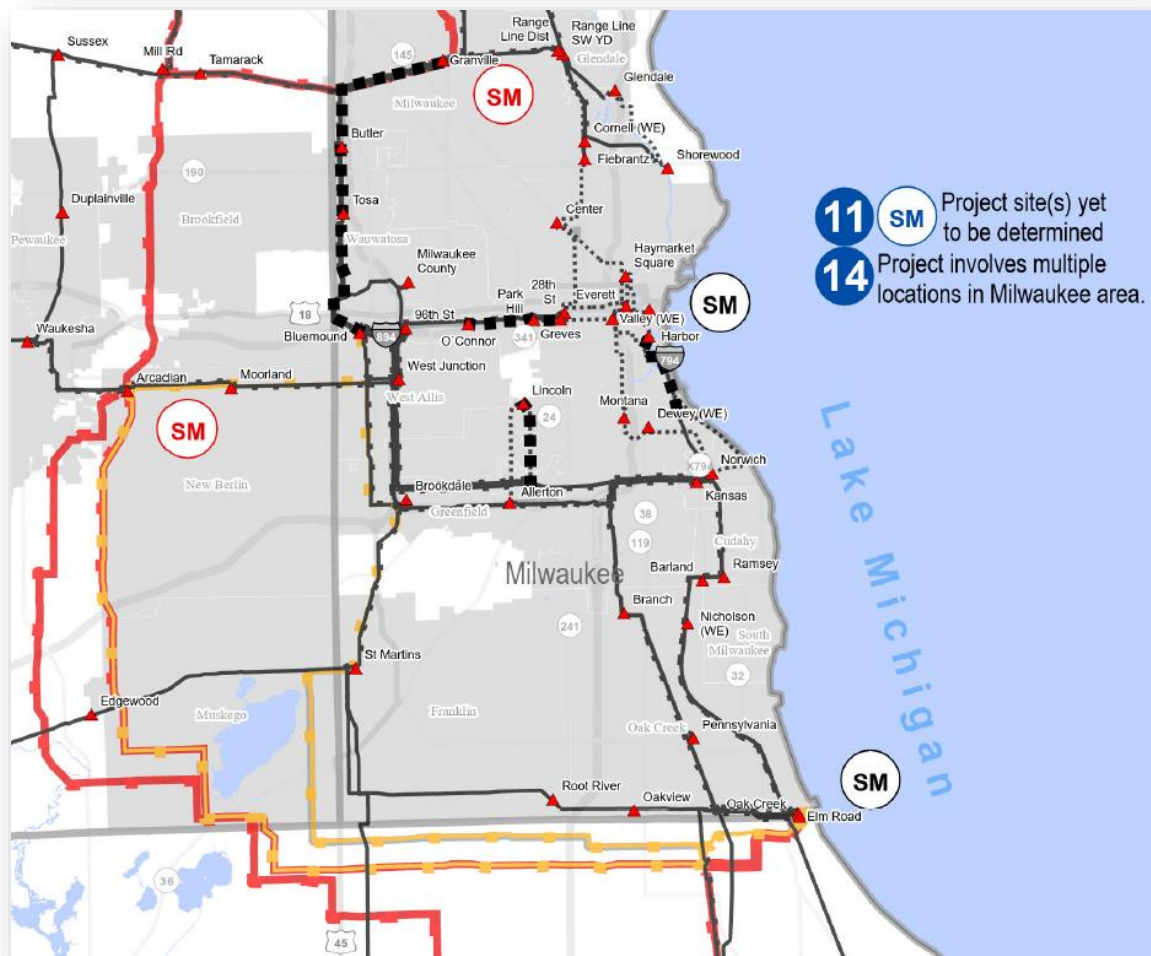 Sussex
Mill Rd
Tamarack
145
Granville
Range
Line Dist
Range Line
SW YD
Glendale
Glendale
SM
Milwaukee
Butler
Cornell (WE)
Fiebrantz
Shorewood
190
Brookfield
Duplainville
Pewaukee
Tosa
Wauwatosa
Center
Milwaukee
County
Haymarket
Square
11 SM Project site(s) yet
to be determined
14 Project involves multiple
locations in Milwaukee area.
18
28th
St
Everett
Park
Hill
SM
Waukesha
Bluemound
894
96th St
O'Connor
341
Greves
Valley (WE)
Harbor
794
Arcadian
Moorland
West Junction
West Allis
Lincoln
24
Montana
Dewey (WE)
SM
New Berlin
X794
Norwich
Kansas
Brookdale
Greenfield
Allerton
38
119
Cudahy
Milwaukee
Barland
Ramsey
Branch
241
Nicholson
(WE)
South
Milwaukee
32
St Martins
Edgewood
Muskego
Franklin
Oak Creek
Pennsylvania
SM
Root River
Oakview
Oak Creek
Elm Road
36
45
Lake Michigan